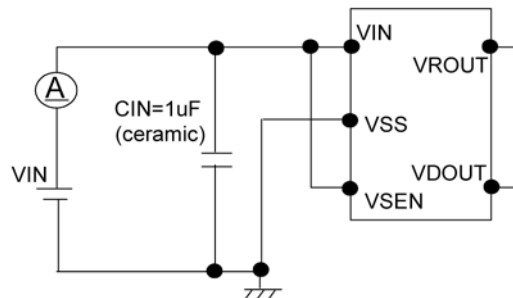 VIN
VROUT
A
CIN=1uF
(ceramic)
VSS
VIN
VDOUT
VSEN